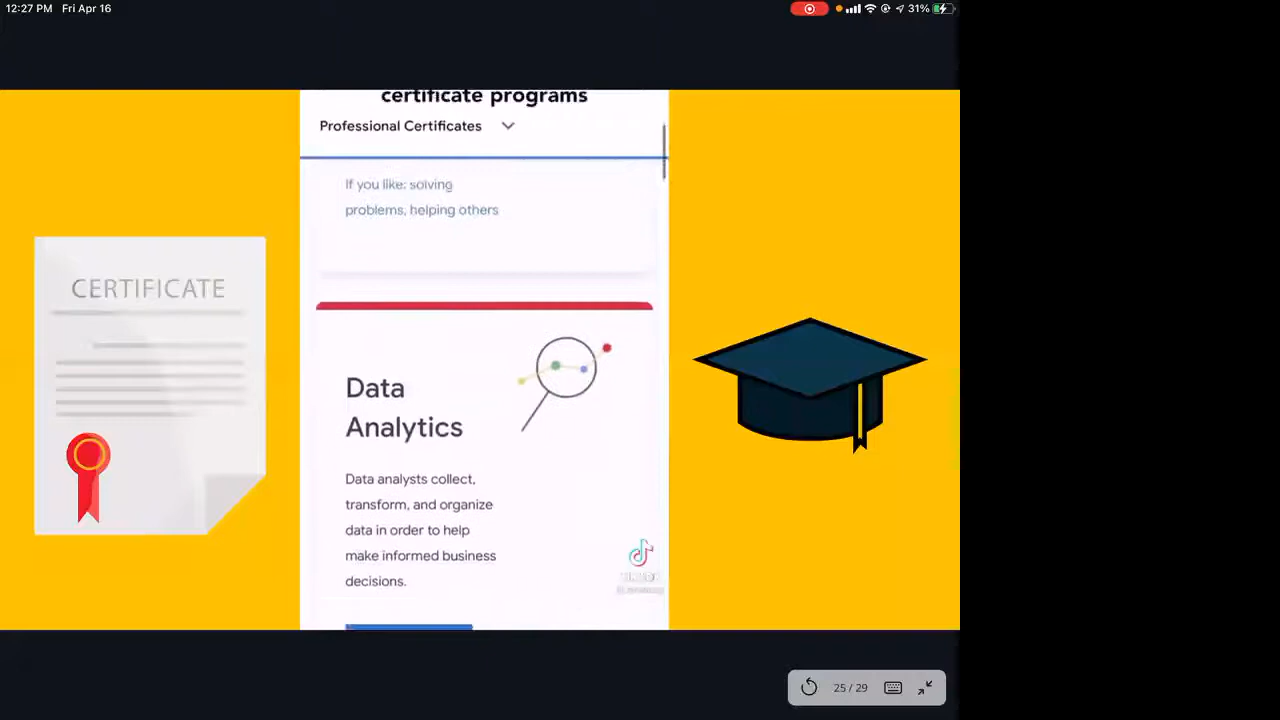 12:27 PM Fri Apr 16
31%
certificate programs
Professional Certificates
If you like: solving
problems, helping others
CERTIFICATE
Data
Analytics
Data analysts collect,
transform, and organize
data in order to help
make informed business
decisions.
25 / 29